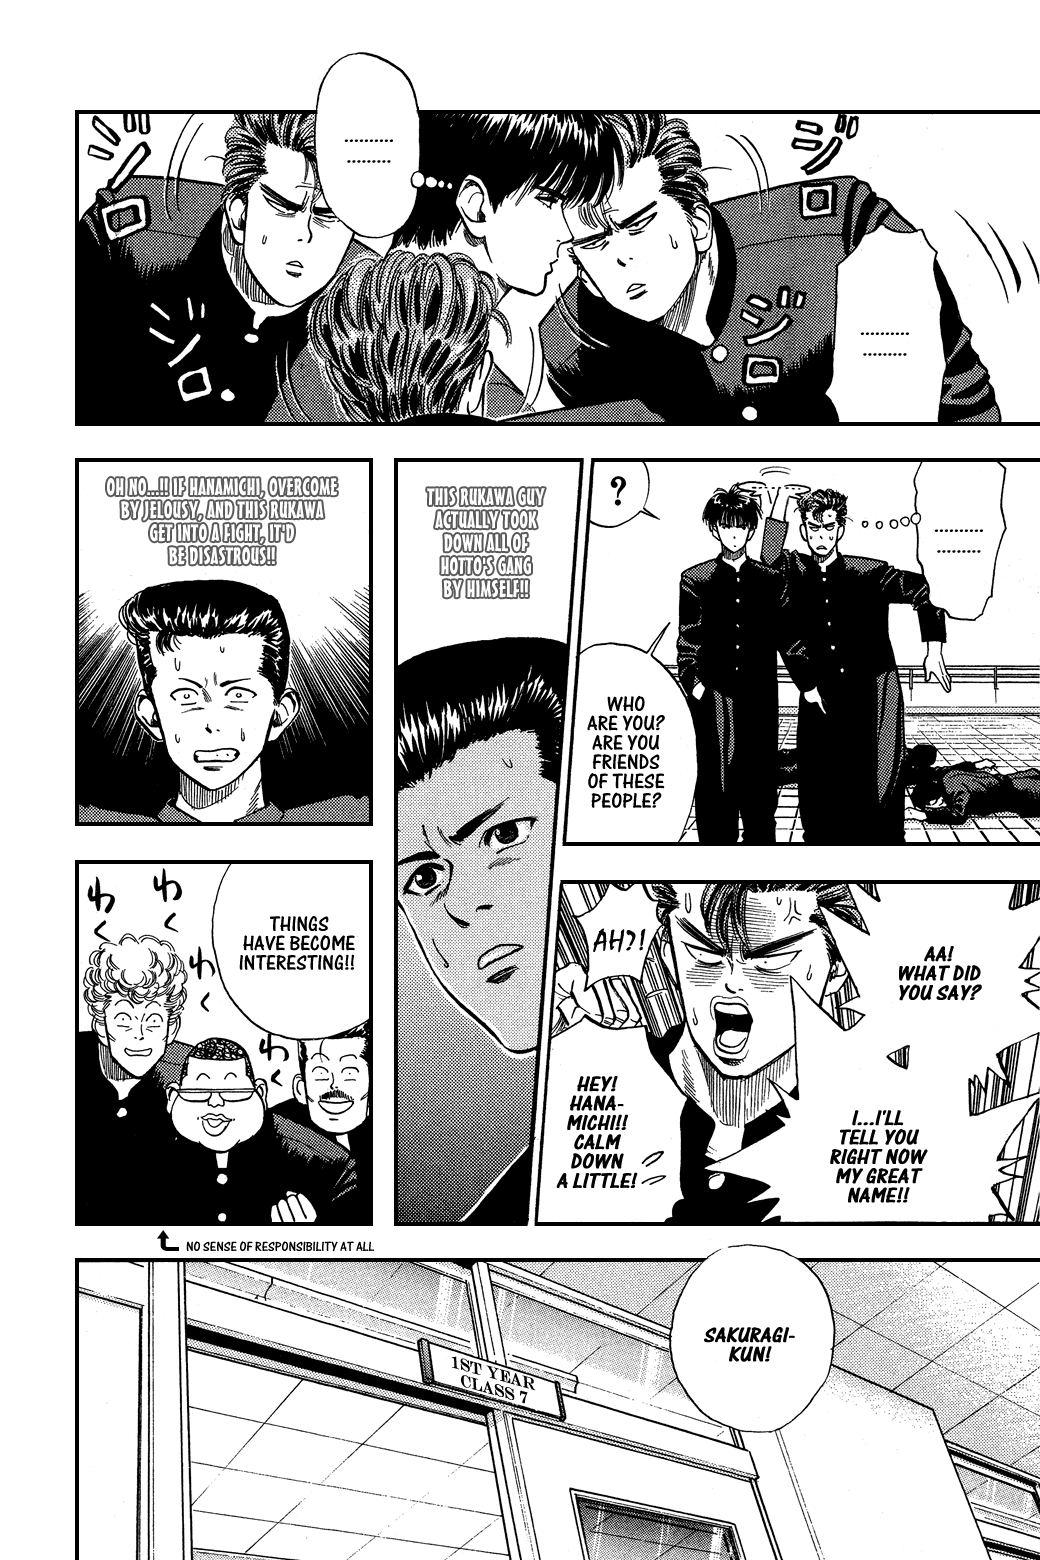 ............
...........
ジロ
ジロ
ジロ
ジロ
...........
..........
............
...........
?
WHO
ARE YOU?
ARE YOU
FRIENDS
OF THESE
PEOPLE?
THIS RUKAWA GUY
ACTUALLY TOOK
DOWN ALL OF
HOTTO'S GANG
BY HIMSELF!!
OH NO...!! IF HANAMICHI, OVERCOME
BY JELOUSY, AND THIS RUKAWA
GET INTO A FIGHT, IT'D
BE DISASTROUS!!
AA!
WHAT DID
YOU SAY?
I...I'LL
TELL YOU
RIGHT NOW
MY GREAT
NAME!!
AH?!
HEY!
HANA-
MICHI!!
CALM
DOWN
A LITTLE!
THINGS
HAVE BECOME
INTERESTING!!
わく
わく
わく
わく
NO SENSE OF RESPONSIBILITY AT ALL
SAKURAGI-
KUN!
1ST YEAR
CLASS 7